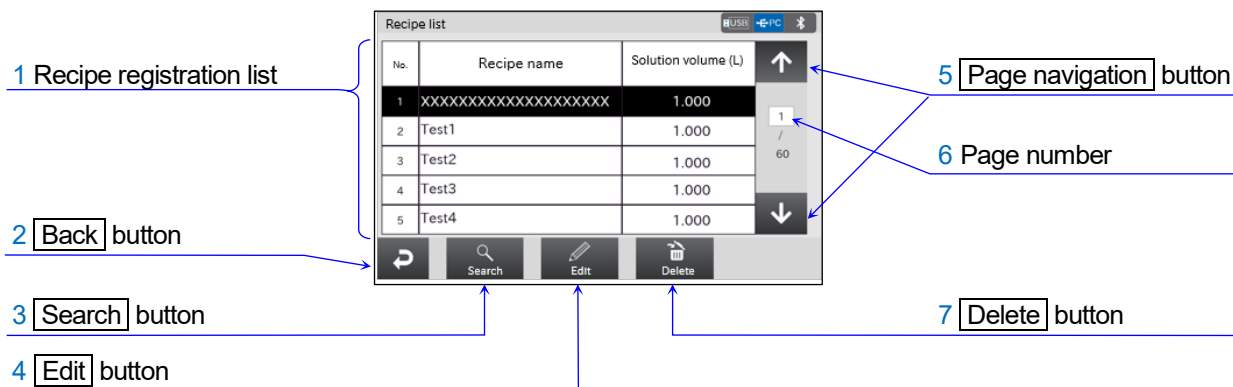 Recipe list
USB PC
No. Recipe name Solution volume (L)
1 XXXXXXXXXXXXXXXXXXXX 1.000
2 Test1 1.000
3 Test2 1.000
4 Test3 1.000
5 Test4 1.000
1
/
60
Search Edit Delete
1 Recipe registration list
2 Back button
3 Search button
4 Edit button
5 Page navigation button
6 Page number
7 Delete button